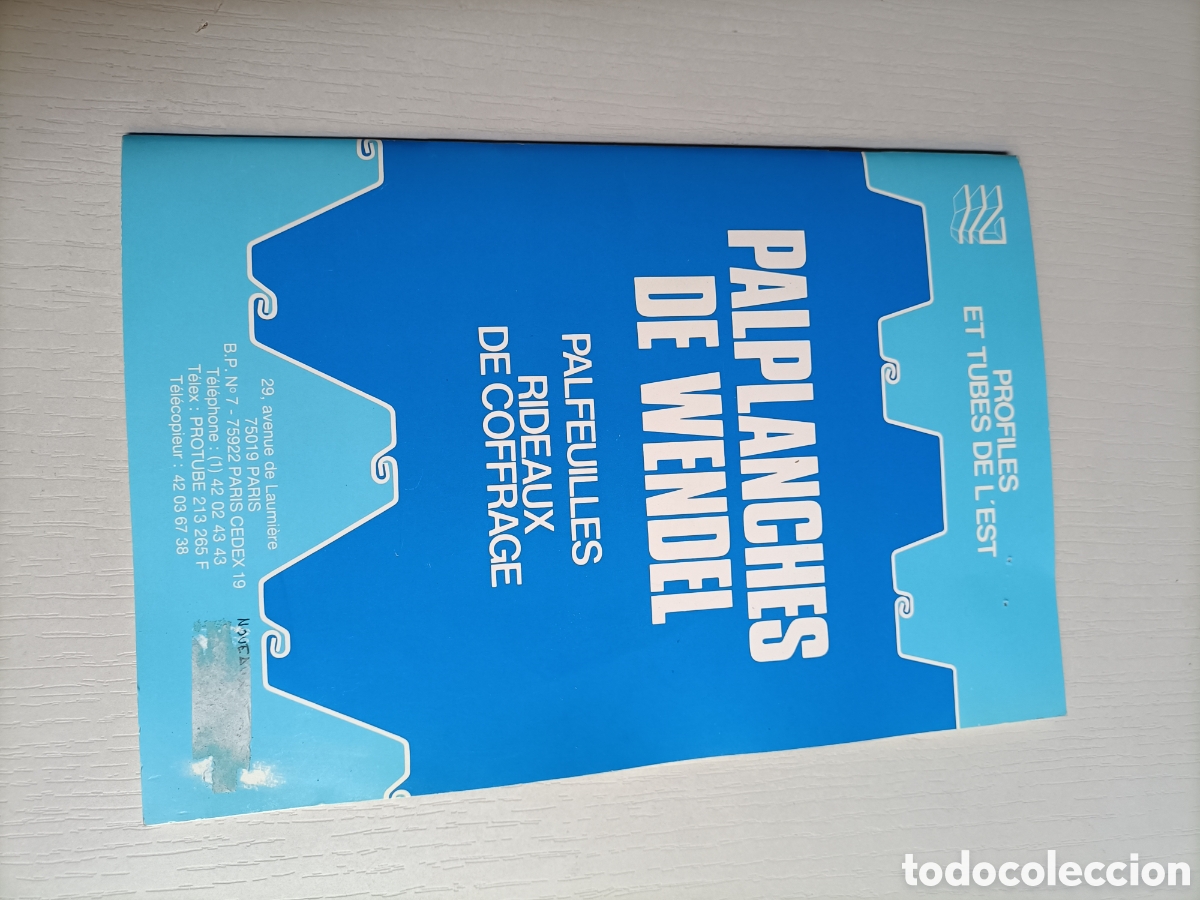 PROFILES
ET TUBES DE L'EST
PALPLANCHES
DE WENDEL
PALFEUILLES
RIDEAUX
DE COFFRAGE
29, avenue de Laumière
75019 PARIS
B.P. N° 7 - 75922 PARIS CEDEX 19
Téléphone : (1) 42 02 43 43
Télex : PROTUBE 213 265 F
Télécopieur : 42 03 67 38
todocoleccion